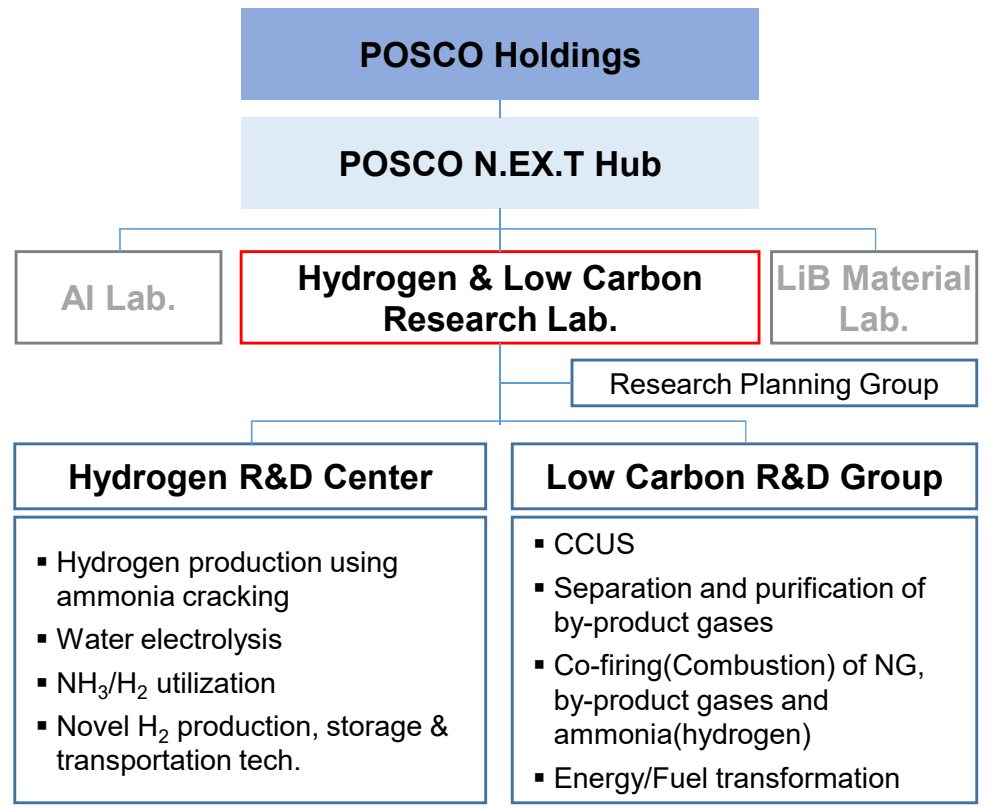 POSCO Holdings
POSCO N.EX.T Hub
AI Lab.
Hydrogen & Low Carbon
Research Lab.
LiB Material
Lab.
Research Planning Group
Hydrogen R&D Center
▪ Hydrogen production using
ammonia cracking
▪ Water electrolysis
▪ NH₃/H₂ utilization
▪ Novel H₂ production, storage &
transportation tech.
Low Carbon R&D Group
▪ CCUS
▪ Separation and purification of
by-product gases
▪ Co-firing(Combustion) of NG,
by-product gases and
ammonia(hydrogen)
▪ Energy/Fuel transformation